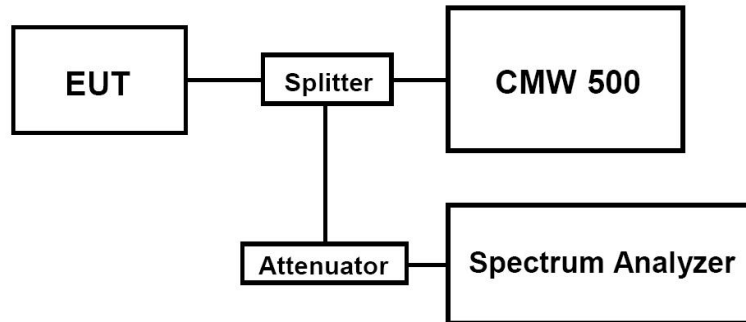 EUT
Splitter
CMW 500
Attenuator
Spectrum Analyzer